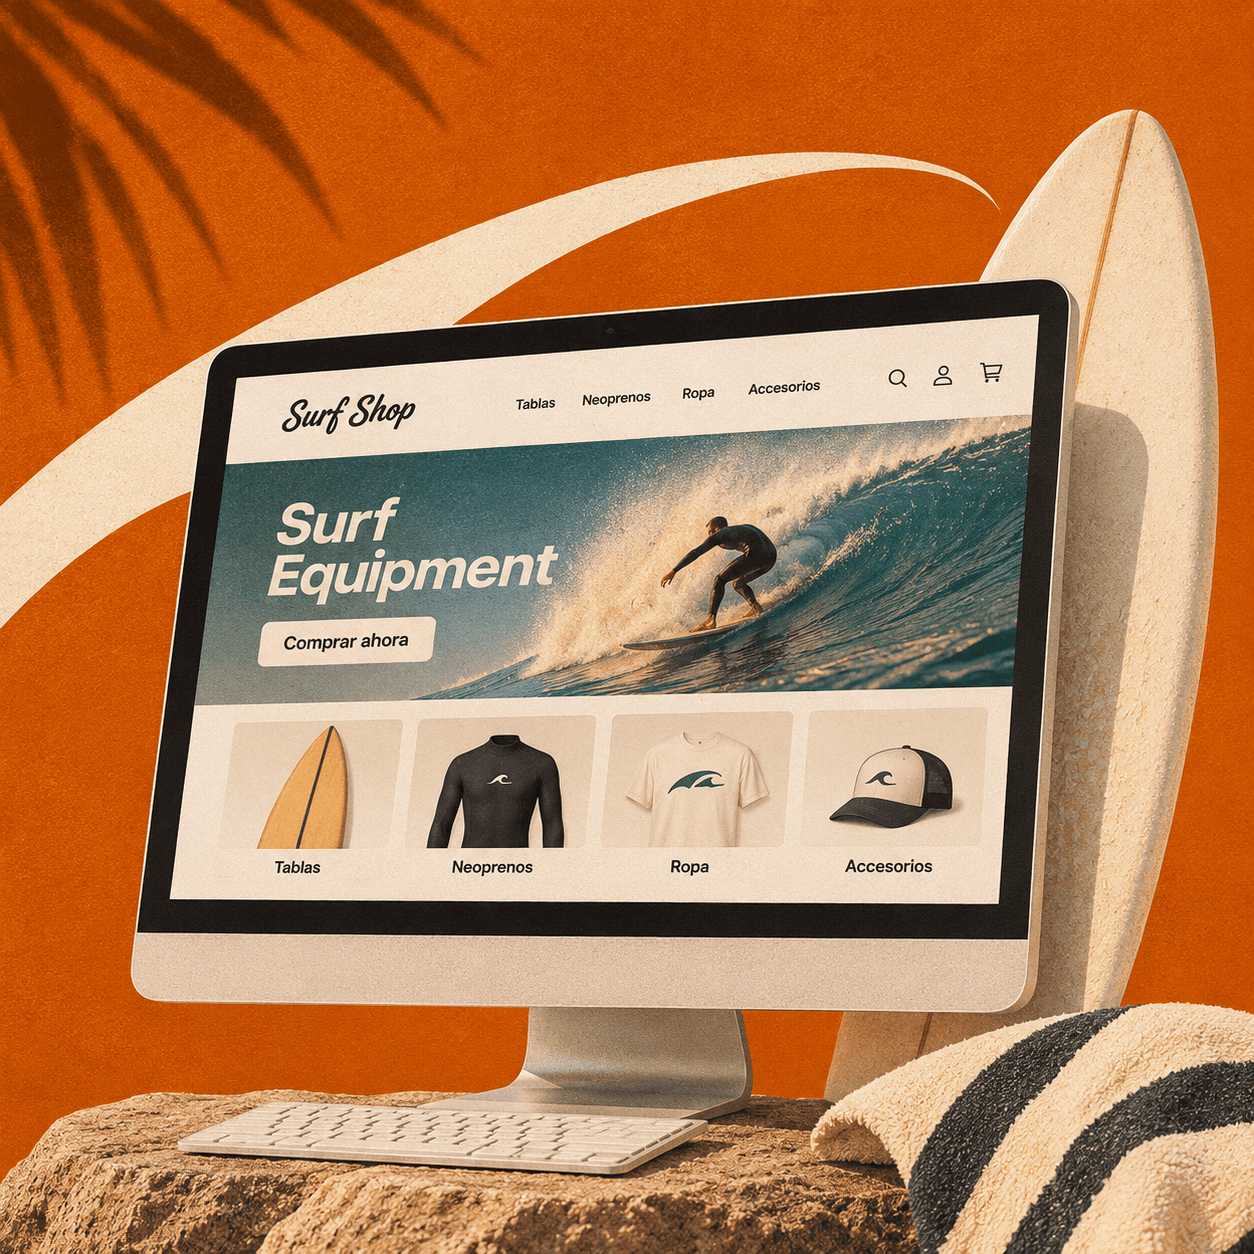 Surf Shop
Tablas Neoprenos Ropa Accesorios
Surf
Equipment
Comprar ahora
Tablas Neoprenos Ropa Accesorios